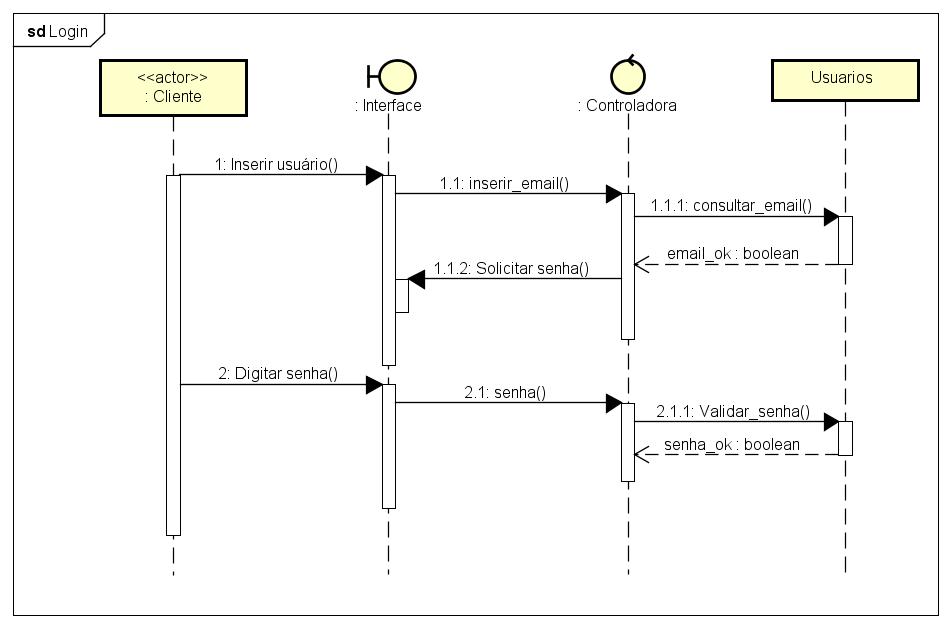 sd Login
<<actor>>
: Cliente
: Interface
: Controladora
Usuarios
1: Inserir usuário()
1.1: inserir_email()
1.1.1: consultar_email()
email_ok : boolean
1.1.2: Solicitar senha()
2: Digitar senha()
2.1: senha()
2.1.1: Validar_senha()
senha_ok : boolean